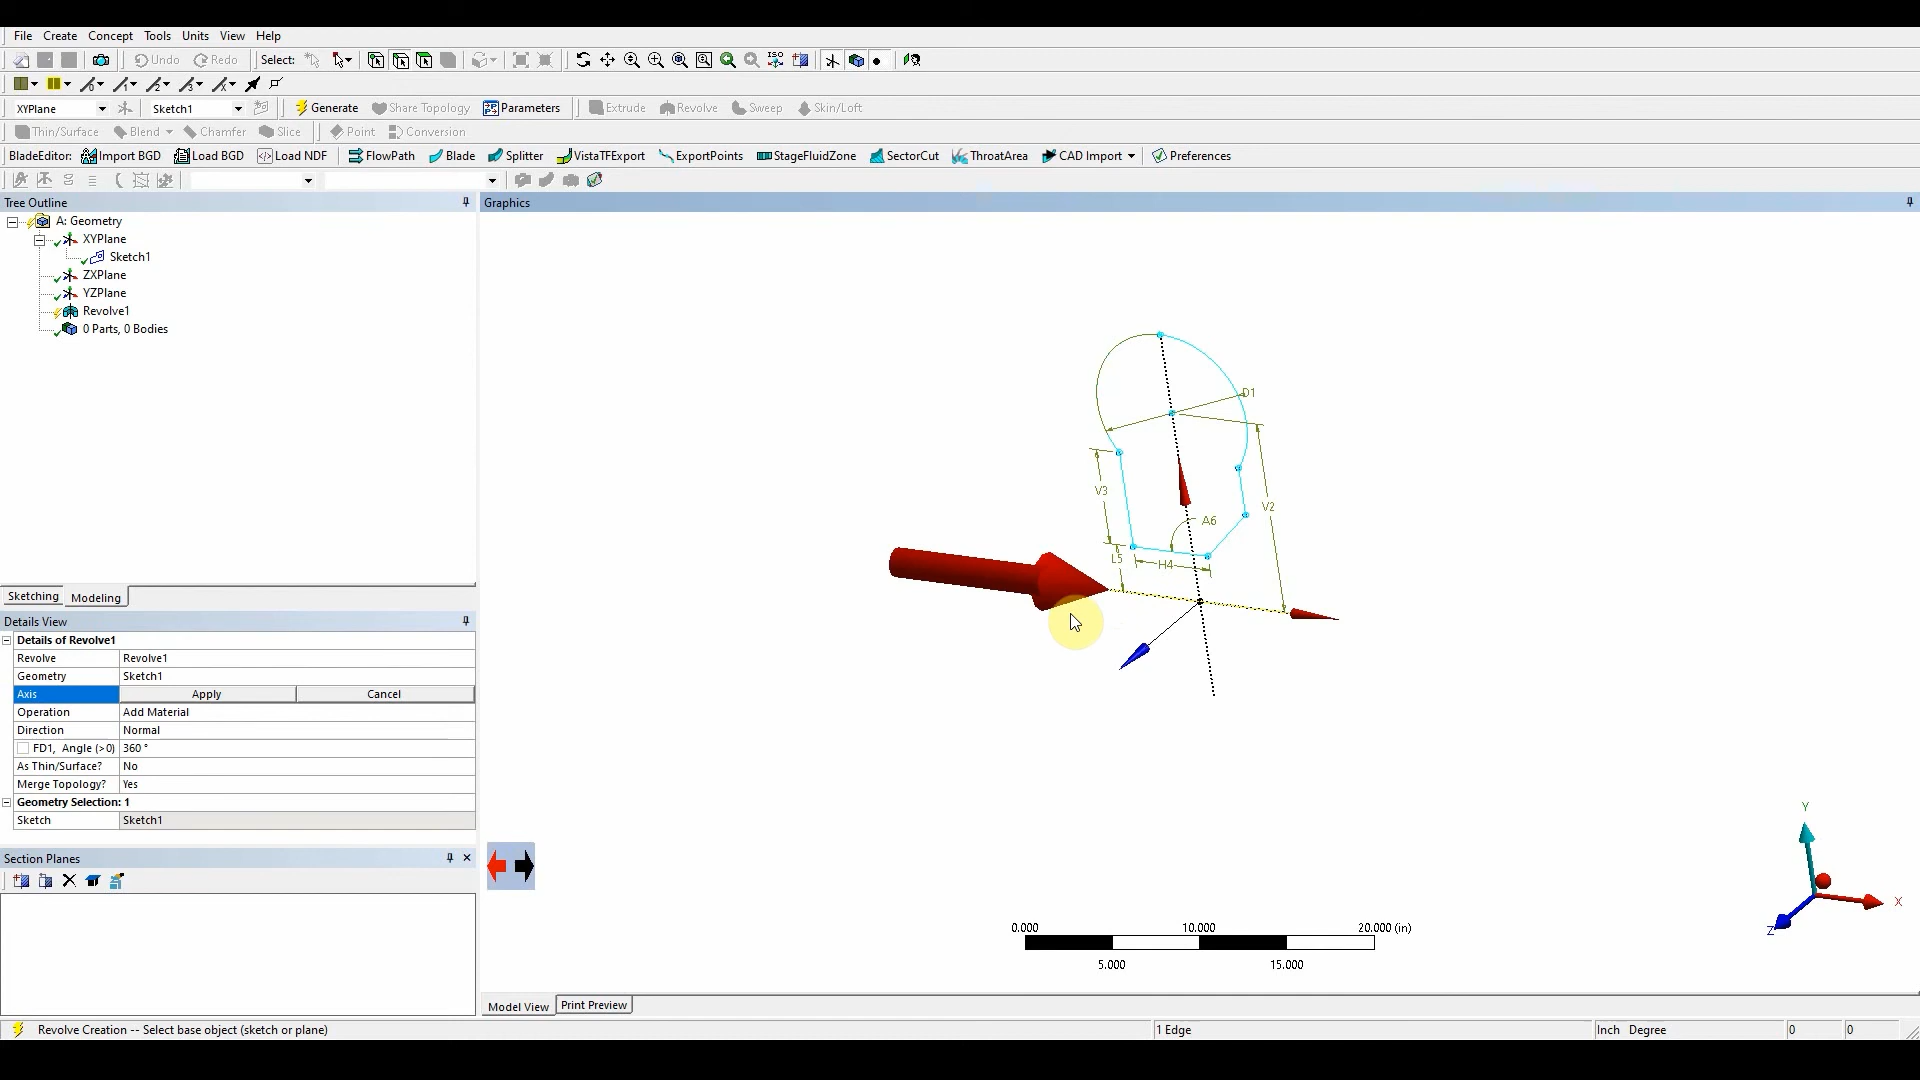 File Create Concept Tools Units View Help
Undo Redo Select: ISO
XYPlane Sketch1 Generate Share Topology Parameters Extrude Revolve Sweep Skin/Loft
Thin/Surface Blend Chamfer Slice Point Conversion
BladeEditor: Import BGD Load BGD Load NDF FlowPath Blade Splitter VistaTFExport ExportPoints StageFluidZone SectorCut ThroatArea CAD Import Preferences
Tree Outline
A: Geometry
XYPlane
Sketch1
ZXPlane
YZPlane
Revolve1
0 Parts, 0 Bodies
Sketching Modeling
Details View
Details of Revolve1
Revolve Revolve1
Geometry Sketch1
Axis Apply Cancel
Operation Add Material
Direction Normal
FD1, Angle (>0) 360 °
As Thin/Surface? No
Merge Topology? Yes
Geometry Selection: 1
Sketch Sketch1
Section Planes
Graphics
D1
V3
V2
A6
L5
H4
Y
X
Z
0.000 10.000 20.000 (in)
5.000 15.000
Model View Print Preview
Revolve Creation -- Select base object (sketch or plane) 1 Edge Inch Degree 0 0